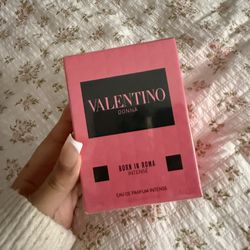 VALENTINO
DONNA
BORN IN ROMA
INTENSE
EAU DE PARFUM INTENSE